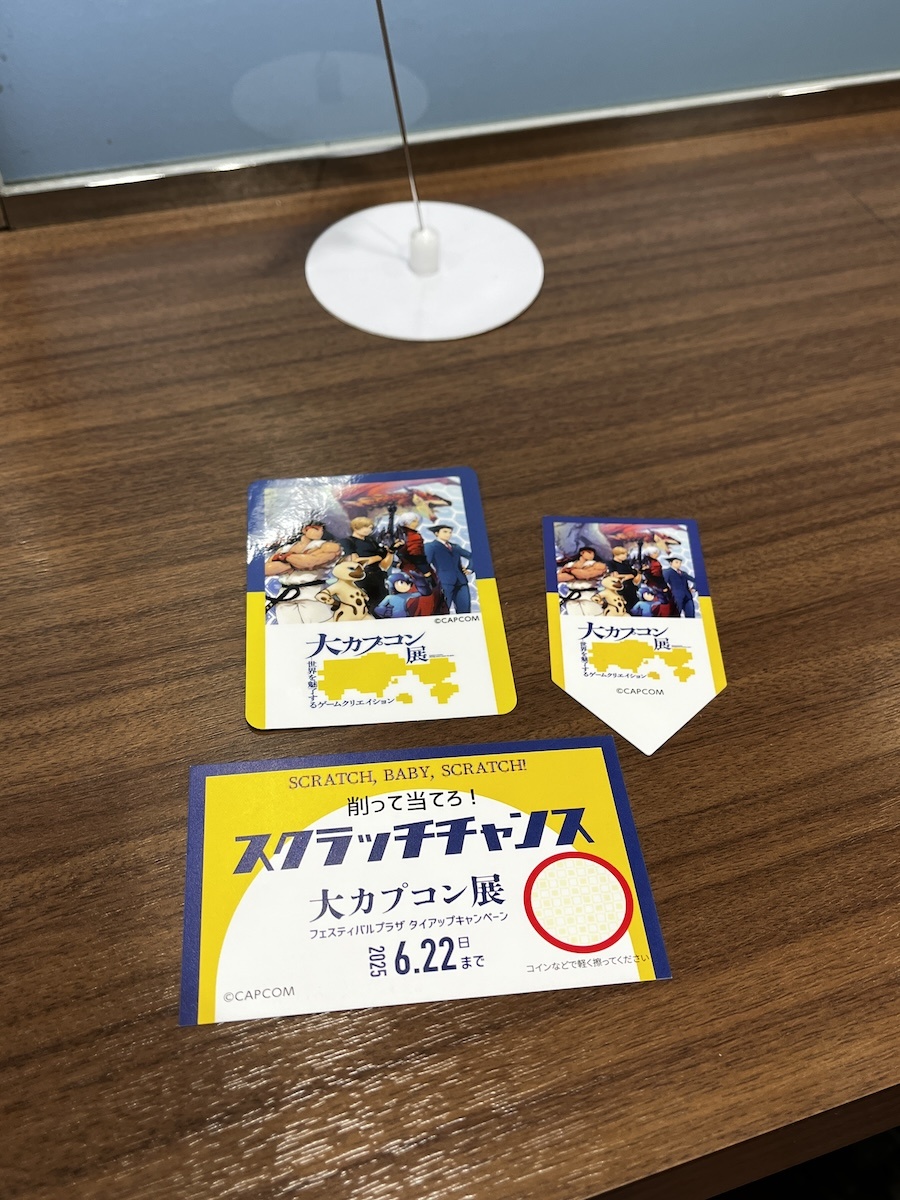 ©CAPCOM
大カプコン展
世界を魅了する
ゲームクリエイション
大カプコン展
世界を魅了する
ゲームクリエイション
©CAPCOM
SCRATCH, BABY, SCRATCH!
削って当てろ！
スクラッチチャンス
大カプコン展
フェスティバルプラザ タイアップキャンペーン
2025 6.22日まで
コインなどで軽く擦ってください
©CAPCOM